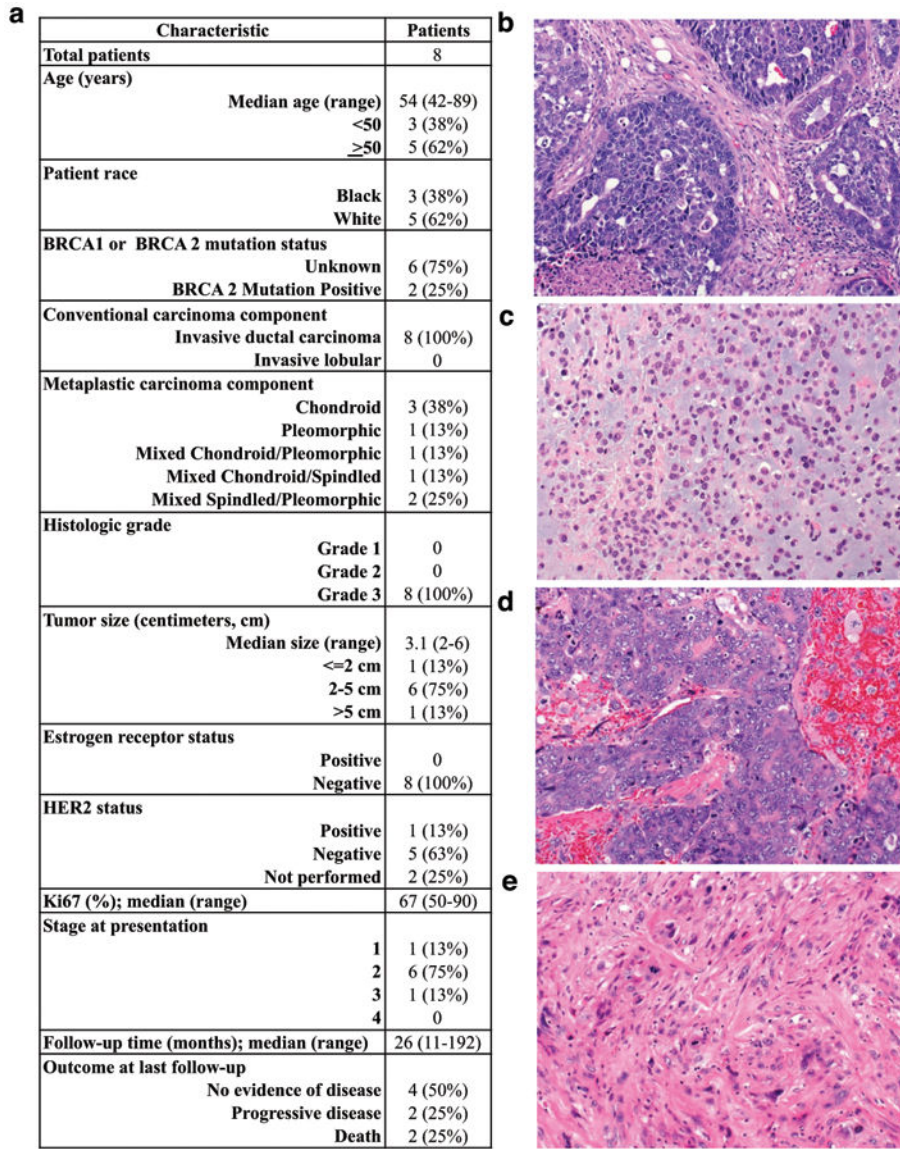 a
Characteristic Patients
Total patients 8
Age (years)
Median age (range) 54 (42-89)
<50 3 (38%)
≥50 5 (62%)
Patient race
Black 3 (38%)
White 5 (62%)
BRCA1 or BRCA 2 mutation status
Unknown 6 (75%)
BRCA 2 Mutation Positive 2 (25%)
Conventional carcinoma component
Invasive ductal carcinoma 8 (100%)
Invasive lobular 0
Metaplastic carcinoma component
Chondroid 3 (38%)
Pleomorphic 1 (13%)
Mixed Chondroid/Pleomorphic 1 (13%)
Mixed Chondroid/Spindled 1 (13%)
Mixed Spindled/Pleomorphic 2 (25%)
Histologic grade
Grade 1 0
Grade 2 0
Grade 3 8 (100%)
Tumor size (centimeters, cm)
Median size (range) 3.1 (2-6)
<=2 cm 1 (13%)
2-5 cm 6 (75%)
>5 cm 1 (13%)
Estrogen receptor status
Positive 0
Negative 8 (100%)
HER2 status
Positive 1 (13%)
Negative 5 (63%)
Not performed 2 (25%)
Ki67 (%); median (range) 67 (50-90)
Stage at presentation
1 1 (13%)
2 6 (75%)
3 1 (13%)
4 0
Follow-up time (months); median (range) 26 (11-192)
Outcome at last follow-up
No evidence of disease 4 (50%)
Progressive disease 2 (25%)
Death 2 (25%)
b
c
d
e